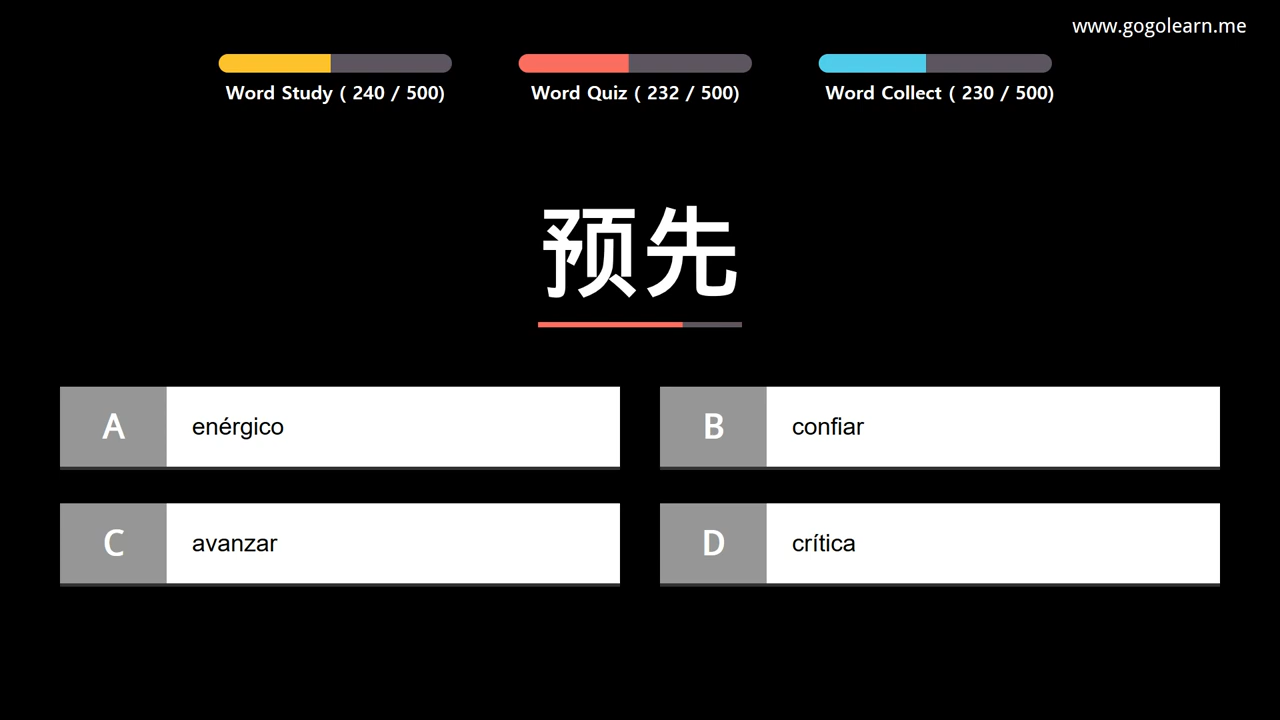 www.gogolearn.me
Word Study ( 240 / 500)
Word Quiz ( 232 / 500)
Word Collect ( 230 / 500)
预先
A
enérgico
B
confiar
C
avanzar
D
crítica